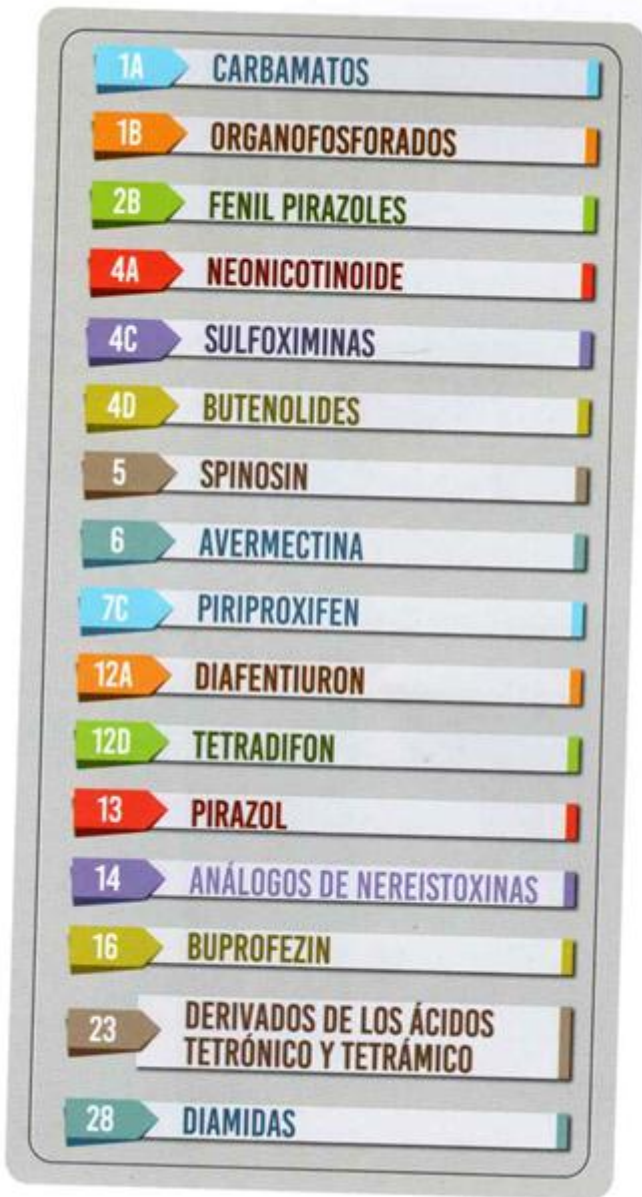 1A CARBAMATOS
1B ORGANOFOSFORADOS
2B FENIL PIRAZOLES
4A NEONICOTINOIDE
4C SULFOXIMINAS
4D BUTENOLIDES
5 SPINOSIN
6 AVERMECTINA
7C PIRIPROXIFEN
12A DIAFENTIURON
12D TETRADIFON
13 PIRAZOL
14 ANÁLOGOS DE NEREISTOXINAS
16 BUPROFEZIN
23 DERIVADOS DE LOS ÁCIDOS
TETRÓNICO Y TETRÁMICO
28 DIAMIDAS